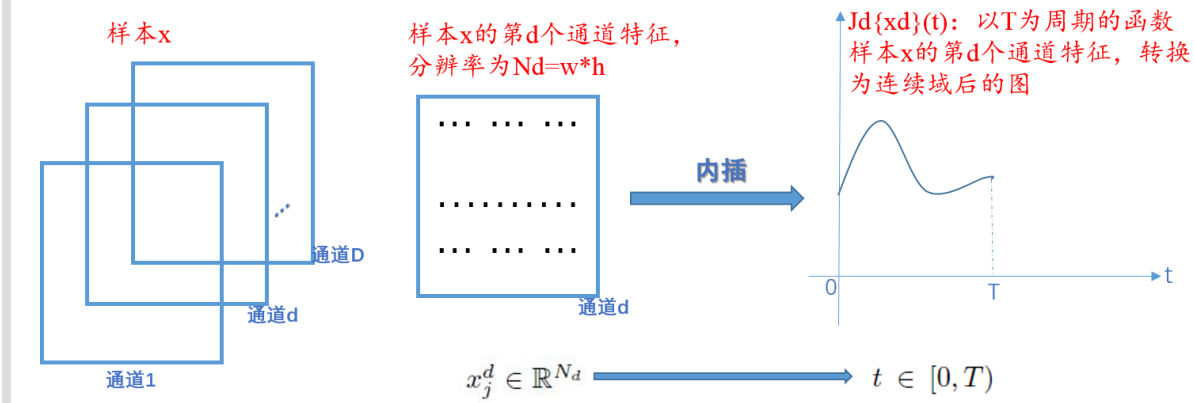 样本x
通道D
通道d
通道1
样本x的第d个通道特征，
分辨率为Nd=w*h
... ... ...
..........
... ... ...
通道d
内插
Jd{xd}(t)：以T为周期的函数
样本x的第d个通道特征，转换
为连续域后的图
0
T
t
$x_j^d \in \mathbb{R}^{N_d}$
$t \in [0, T)$